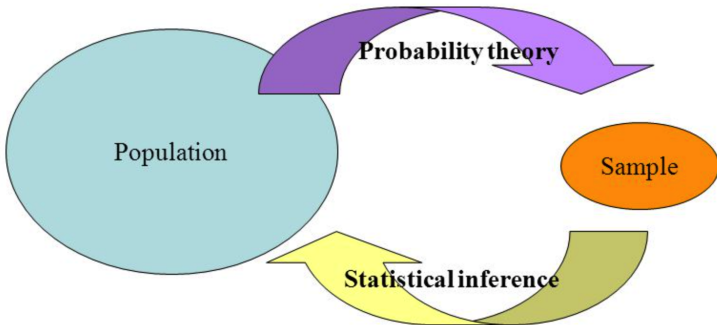 Probability theory
Population
Sample
Statistical inference